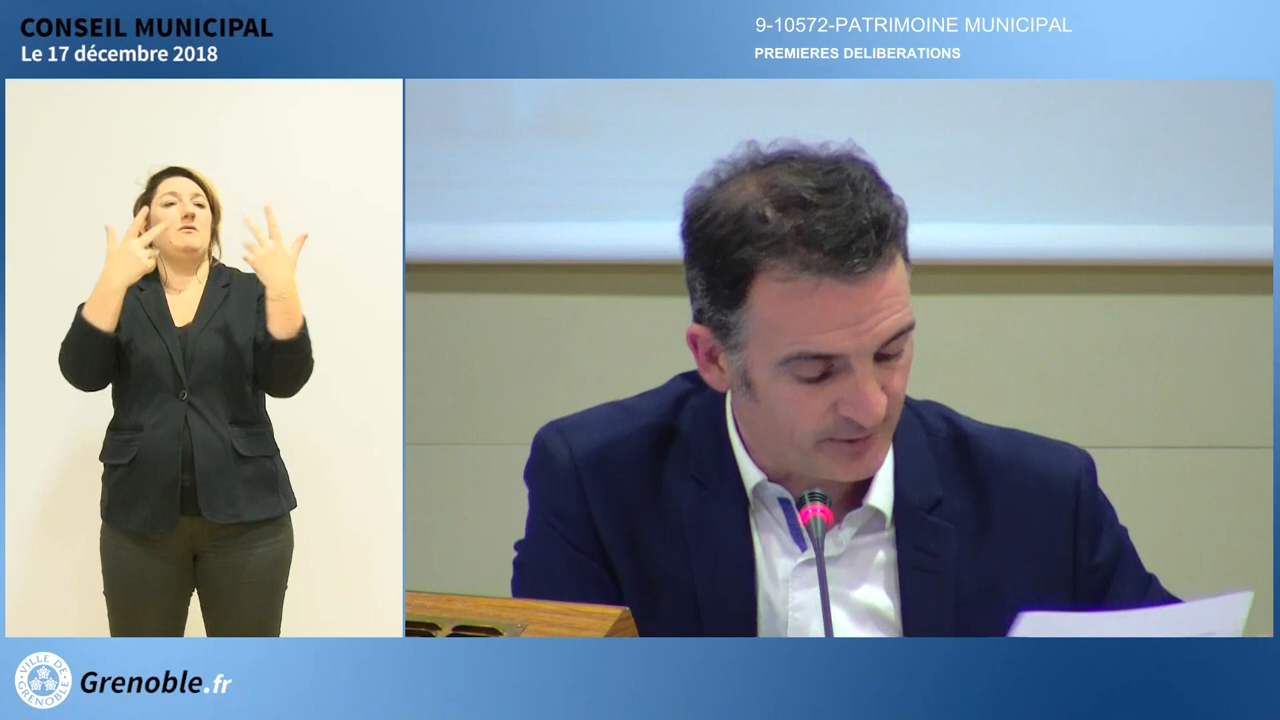 CONSEIL MUNICIPAL
Le 17 décembre 2018
9-10572-PATRIMOINE MUNICIPAL
PREMIERES DELIBERATIONS
VILLE DE
GRENOBLE
Grenoble.fr